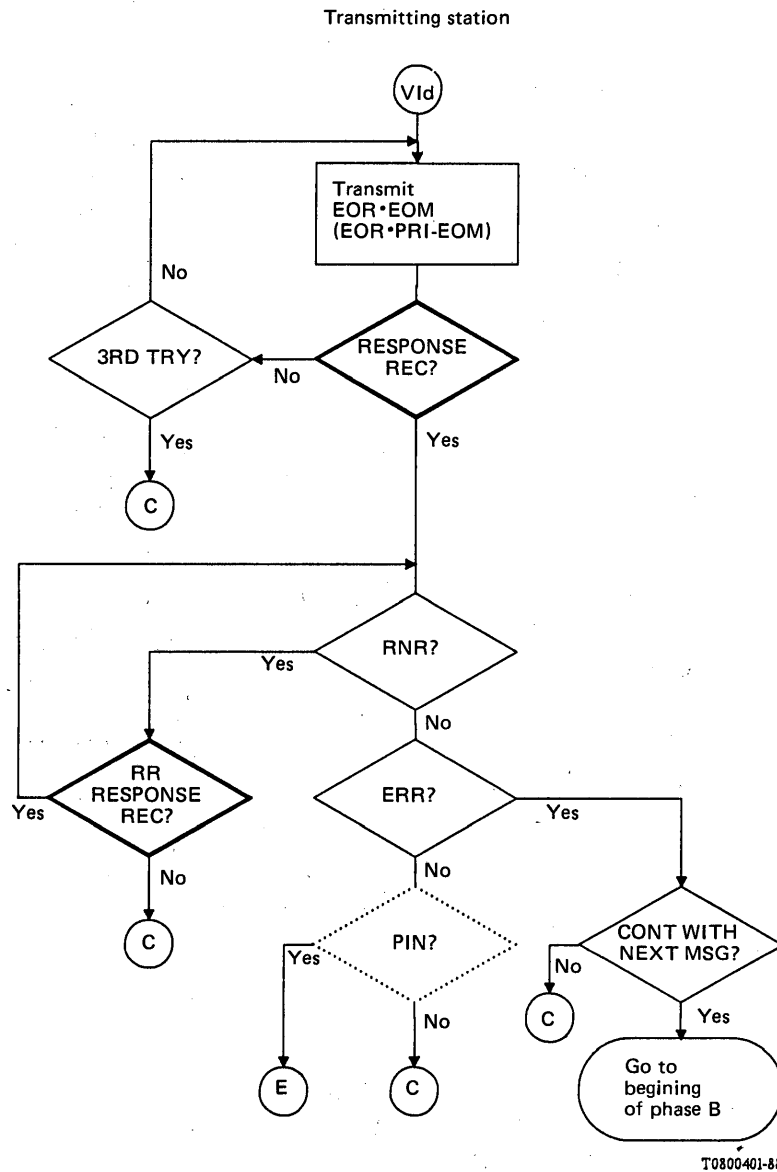 Transmitting station
VId
Transmit
EOR•EOM
(EOR•PRI-EOM)
No
3RD TRY?
No
RESPONSE
REC?
Yes
Yes
C
RNR?
Yes
No
RR
RESPONSE
REC?
Yes
No
C
ERR?
Yes
No
PIN?
Yes
No
E
C
CONT WITH
NEXT MSG?
No
Yes
C
Go to
begining
of phase B